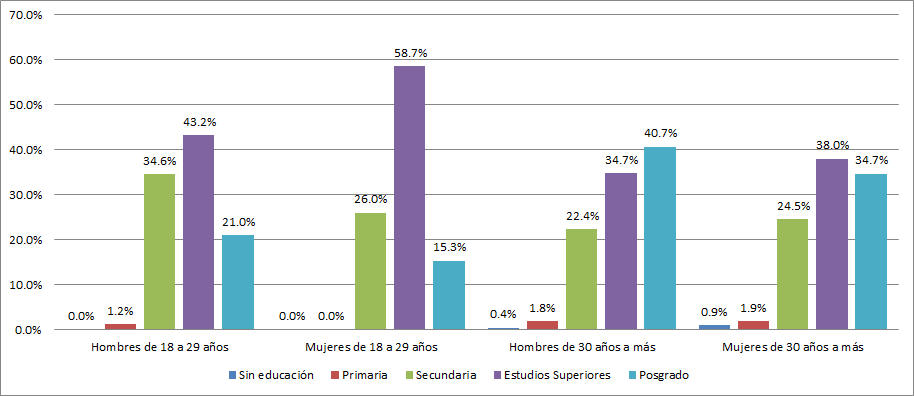 70.0%
60.0%
50.0%
40.0%
30.0%
20.0%
10.0%
0.0%
0.0% 1.2% 34.6% 43.2% 21.0%
0.0% 0.0% 26.0% 58.7% 15.3%
0.4% 1.8% 22.4% 34.7% 40.7%
0.9% 1.9% 24.5% 38.0% 34.7%
Hombres de 18 a 29 años
Mujeres de 18 a 29 años
Hombres de 30 años a más
Mujeres de 30 años a más
Sin educación Primaria Secundaria Estudios Superiores Posgrado